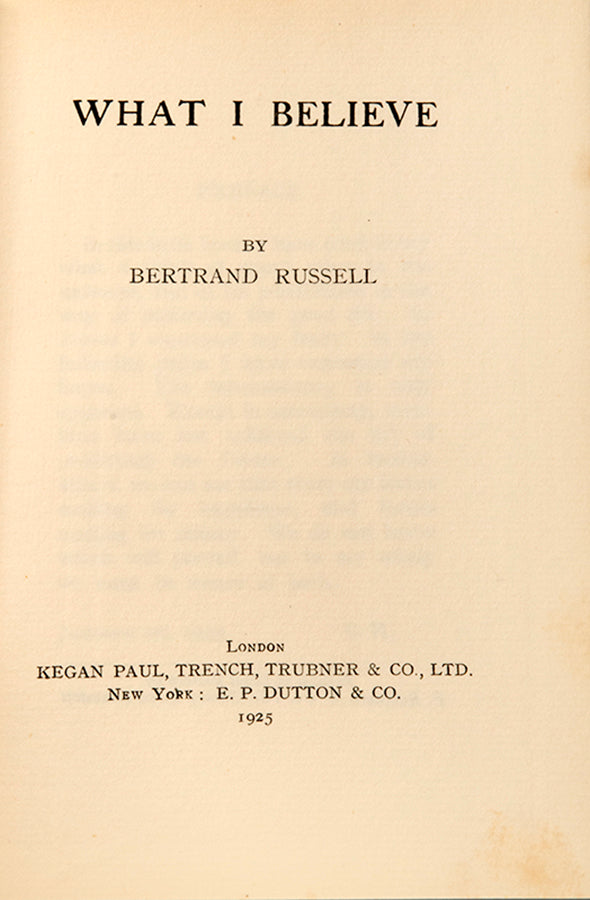 WHAT I BELIEVE
BY
BERTRAND RUSSELL
London
KEGAN PAUL, TRENCH, TRUBNER & CO., LTD.
New York: E. P. DUTTON & CO.
1925